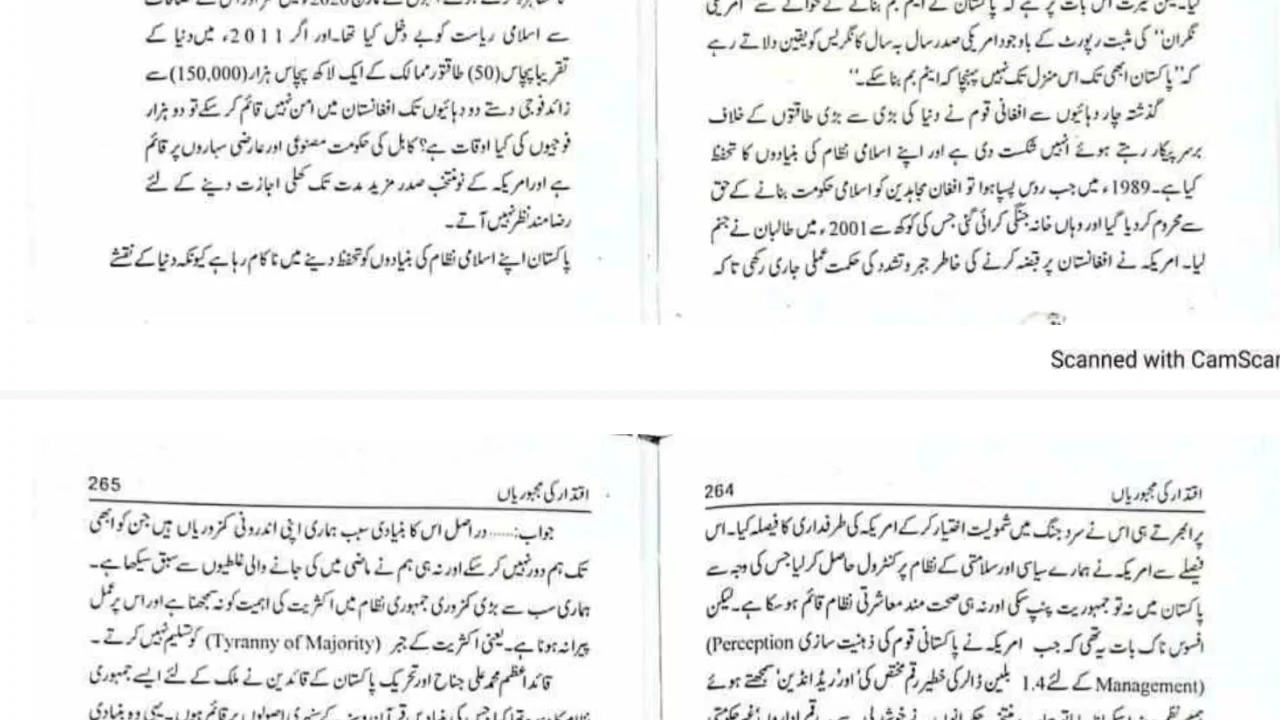 کیا۔ لیکن حیرت اس بات پر ہے کہ پاکستان کے ایٹم بم بنانے کے حوالے سے "امریکی
نگران" کی مثبت رپورٹ کے باوجود امریکی صدر سال بہ سال کانگریس کو یقین دلاتے رہے
کہ "پاکستان ابھی تک اس منزل تک نہیں پہنچا کہ ایٹم بم بنا سکے۔"
گذشتہ چار دہائیوں سے افغانی قوم نے دنیا کی بڑی سے بڑی طاقتوں کے خلاف
برسرپیکار رہتے ہوئے انہیں شکست دی ہے اور اپنے اسلامی نظام کی بنیادوں کا تحفظ
کیا ہے۔ 1989ء میں جب روس پسپا ہوا تو افغان مجاہدین کو اسلامی حکومت بنانے کے حق
سے محروم کر دیا گیا اور وہاں خانہ جنگی کرائی گئی جس کی کوکھ سے 2001ء میں طالبان نے جنم
لیا۔ امریکہ نے افغانستان پر قبضہ کرنے کی خاطر جبر و تشدد کی حکمت عملی جاری رکھی تاکہ
سے اسلامی ریاست کو بے دخل کیا تھا۔ اور اگر 2011ء میں دنیا کے
تقریباً پچاس (50) طاقتور ممالک کے ایک لاکھ پچاس ہزار (150,000) سے
زائد فوجی دستے دو دہائیوں تک افغانستان میں امن نہیں قائم کر سکے تو دو ہزار
فوجیوں کی کیا اوقات ہے؟ کابل کی حکومت مصنوعی اور عارضی سہاروں پر قائم
ہے اور امریکہ کے نو منتخب صدر مزید مدت تک کھلی اجازت دینے کے لئے
رضامند نظر نہیں آتے۔
پاکستان اپنے اسلامی نظام کی بنیادوں کو تحفظ دینے میں ناکام رہا ہے کیونکہ دنیا کے نقشے
Scanned with CamScan
اقتدار کی مجبوریاں 264
پر ابھرتے ہی اس نے سرد جنگ میں شمولیت اختیار کر کے امریکہ کی طرفداری کا فیصلہ کیا۔ اس
فیصلے سے امریکہ نے ہمارے سیاسی اور سلامتی کے نظام پر کنٹرول حاصل کر لیا جس کی وجہ سے
پاکستان میں نہ تو جمہوریت پنپ سکی اور نہ ہی صحت مند معاشرتی نظام قائم ہو سکا ہے۔ لیکن
افسوس ناک بات یہ تھی کہ جب امریکہ نے پاکستانی قوم کی ذہنیت سازی (Perception
Management) کے لئے 1.4 بلین ڈالر کی خطیر رقم مختص کی 'اور' ریڈ انڈین' سمجھتے ہوئے
اقتدار کی مجبوریاں 265
جواب:...... دراصل اس کا بنیادی سبب ہماری اپنی اندرونی کمزوریاں ہیں جن کو ابھی
تک ہم دور نہیں کر سکے اور نہ ہی ہم نے ماضی میں کی جانے والی غلطیوں سے سبق سیکھا ہے۔
ہماری سب سے بڑی کمزوری جمہوری نظام میں اکثریت کی اہمیت کو نہ سمجھنا ہے اور اس پر عمل
پیرا نہ ہونا ہے۔ یعنی اکثریت کے جبر (Tyranny of Majority) کو تسلیم نہیں کرتے۔
قائداعظم محمد علی جناح اور تحریک پاکستان کے قائدین نے ملک کے لئے ایسے جمہوری